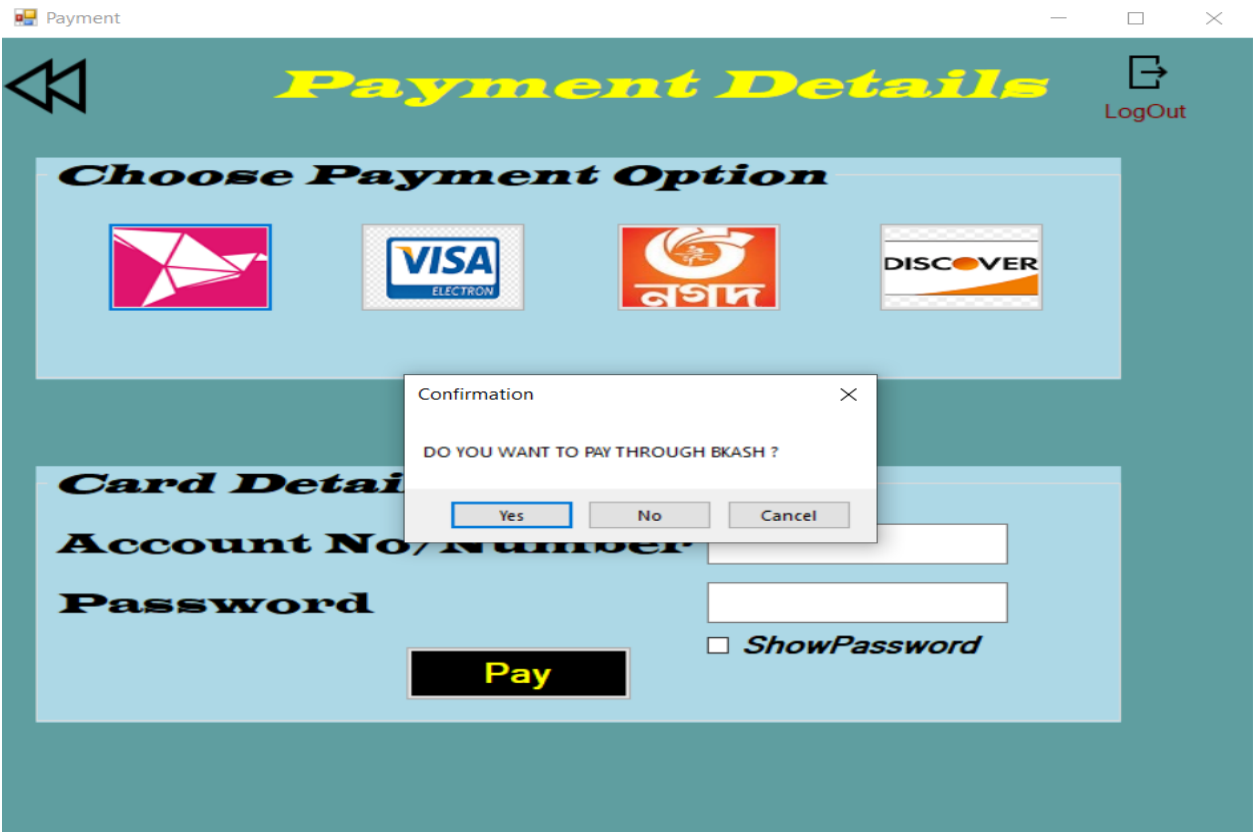 Payment
Payment Details
LogOut
Choose Payment Option
VISA
ELECTRON
নগদ
DISCOVER
Confirmation
DO YOU WANT TO PAY THROUGH BKASH ?
Yes No Cancel
Card Detai
Account No/Number
Password
ShowPassword
Pay